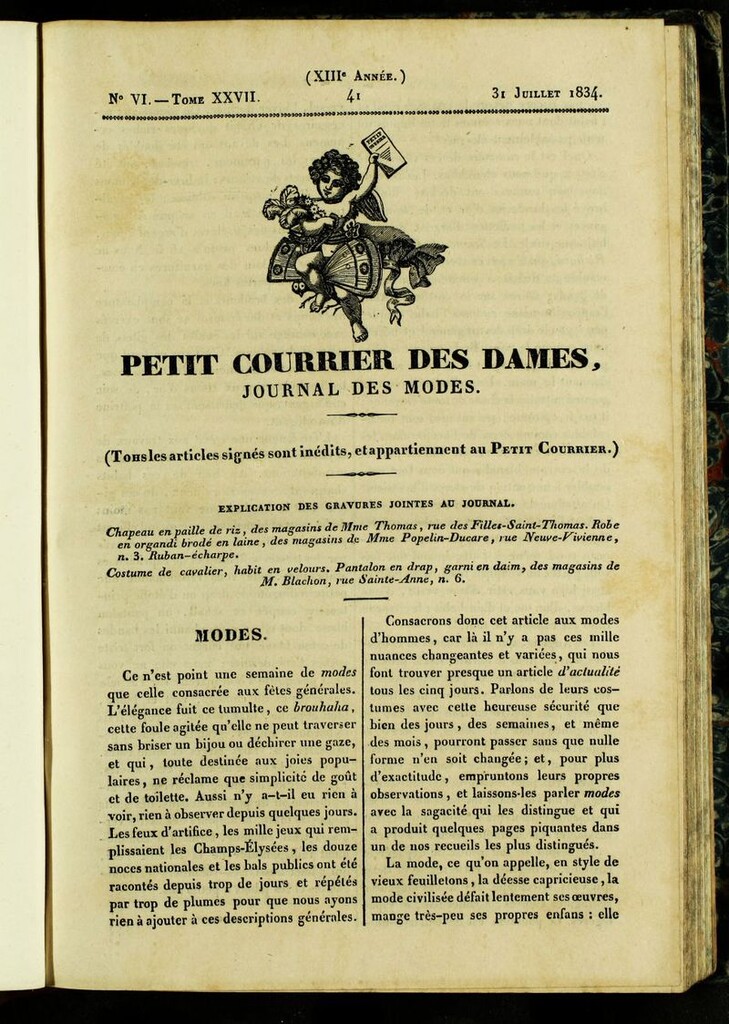 (XIIIe Année.)
No VI. — Tome XXVII.
41
31 Juillet 1834.
PETIT
PETIT COURRIER DES DAMES,
JOURNAL DES MODES.
(Tous les articles signés sont inédits, et appartiennent au Petit Courrier.)
EXPLICATION DES GRAVURES JOINTES AU JOURNAL.
Chapeau en paille de riz, des magasins de Mme Thomas, rue des Filles-Saint-Thomas. Robe
en organdi brodé en laine, des magasins de Mme Popelin-Ducare, rue Neuve-Vivienne,
n. 3. Ruban-écharpe.
Costume de cavalier, habit en velours. Pantalon en drap, garni en daim, des magasins de
M. Blachon, rue Sainte-Anne, n. 6.
MODES.
Ce n'est point une semaine de modes
que celle consacrée aux fêtes générales.
L'élégance fuit ce tumulte, ce brouhaha,
cette foule agitée qu'elle ne peut traverser
sans briser un bijou ou déchirer une gaze,
et qui, toute destinée aux joies popu-
laires, ne réclame que simplicité de goût
et de toilette. Aussi n'y a-t-il eu rien à
voir, rien à observer depuis quelques jours.
Les feux d'artifice, les mille jeux qui rem-
plissaient les Champs-Élysées, les douze
noces nationales et les bals publics ont été
racontés depuis trop de jours et répétés
par trop de plumes pour que nous ayons
rien à ajouter à ces descriptions générales.
Consacrons donc cet article aux modes
d'hommes, car là il n'y a pas ces mille
nuances changeantes et variées, qui nous
font trouver presque un article d'actualité
tous les cinq jours. Parlons de leurs cos-
tumes avec cette heureuse sécurité que
bien des jours, des semaines, et même
des mois, pourront passer sans que nulle
forme n'en soit changée; et, pour plus
d'exactitude, empruntons leurs propres
observations, et laissons-les parler modes
avec la sagacité qui les distingue et qui
a produit quelques pages piquantes dans
un de nos recueils les plus distingués.
La mode, ce qu'on appelle, en style de
vieux feuilletons, la déesse capricieuse, la
mode civilisée défait lentement ses œuvres,
mange très-peu ses propres enfans : elle